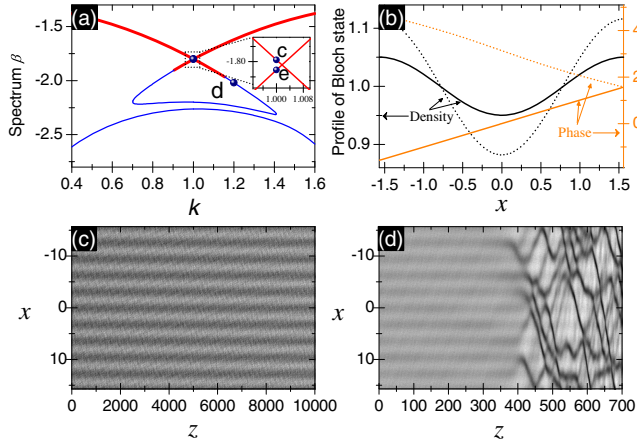 (a)
-1.5
-2.0
-2.5
Spectrum β
0.4 0.6 0.8 1.0 1.2 1.4 1.6
k
d
c
e
-1.80
1.000 1.008
(b)
1.1
1.0
0.9
Profile of Bloch state
Density
Phase
4
2
0
-1.5 -1.0 -0.5 0.0 0.5 1.0 1.5
x
(c)
-10
0
10
x
0 2000 4000 6000 8000 10000
z
(d)
-10
0
10
x
0 100 200 300 400 500 600 700
z